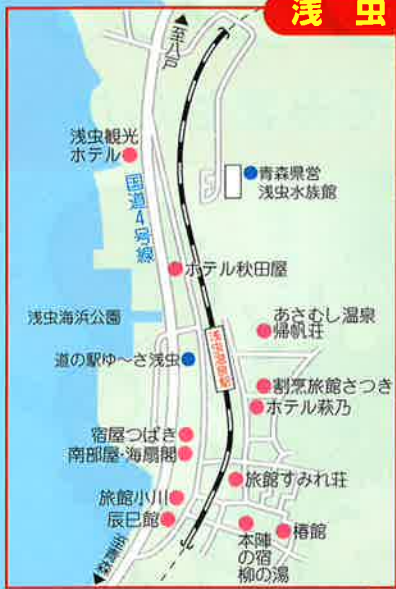 浅虫
▲至八戸
浅虫観光
ホテル
国道4号線
青森県営
浅虫水族館
ホテル秋田屋
浅虫海浜公園
あさむし温泉
帰帆荘
道の駅ゆ〜さ浅虫
浅虫温泉駅
割烹旅館さつき
ホテル萩乃
宿屋つばき
南部屋・海扇閣
旅館すみれ荘
旅館小川
辰巳館
本陣
の宿
柳の湯
椿館
▲至青森